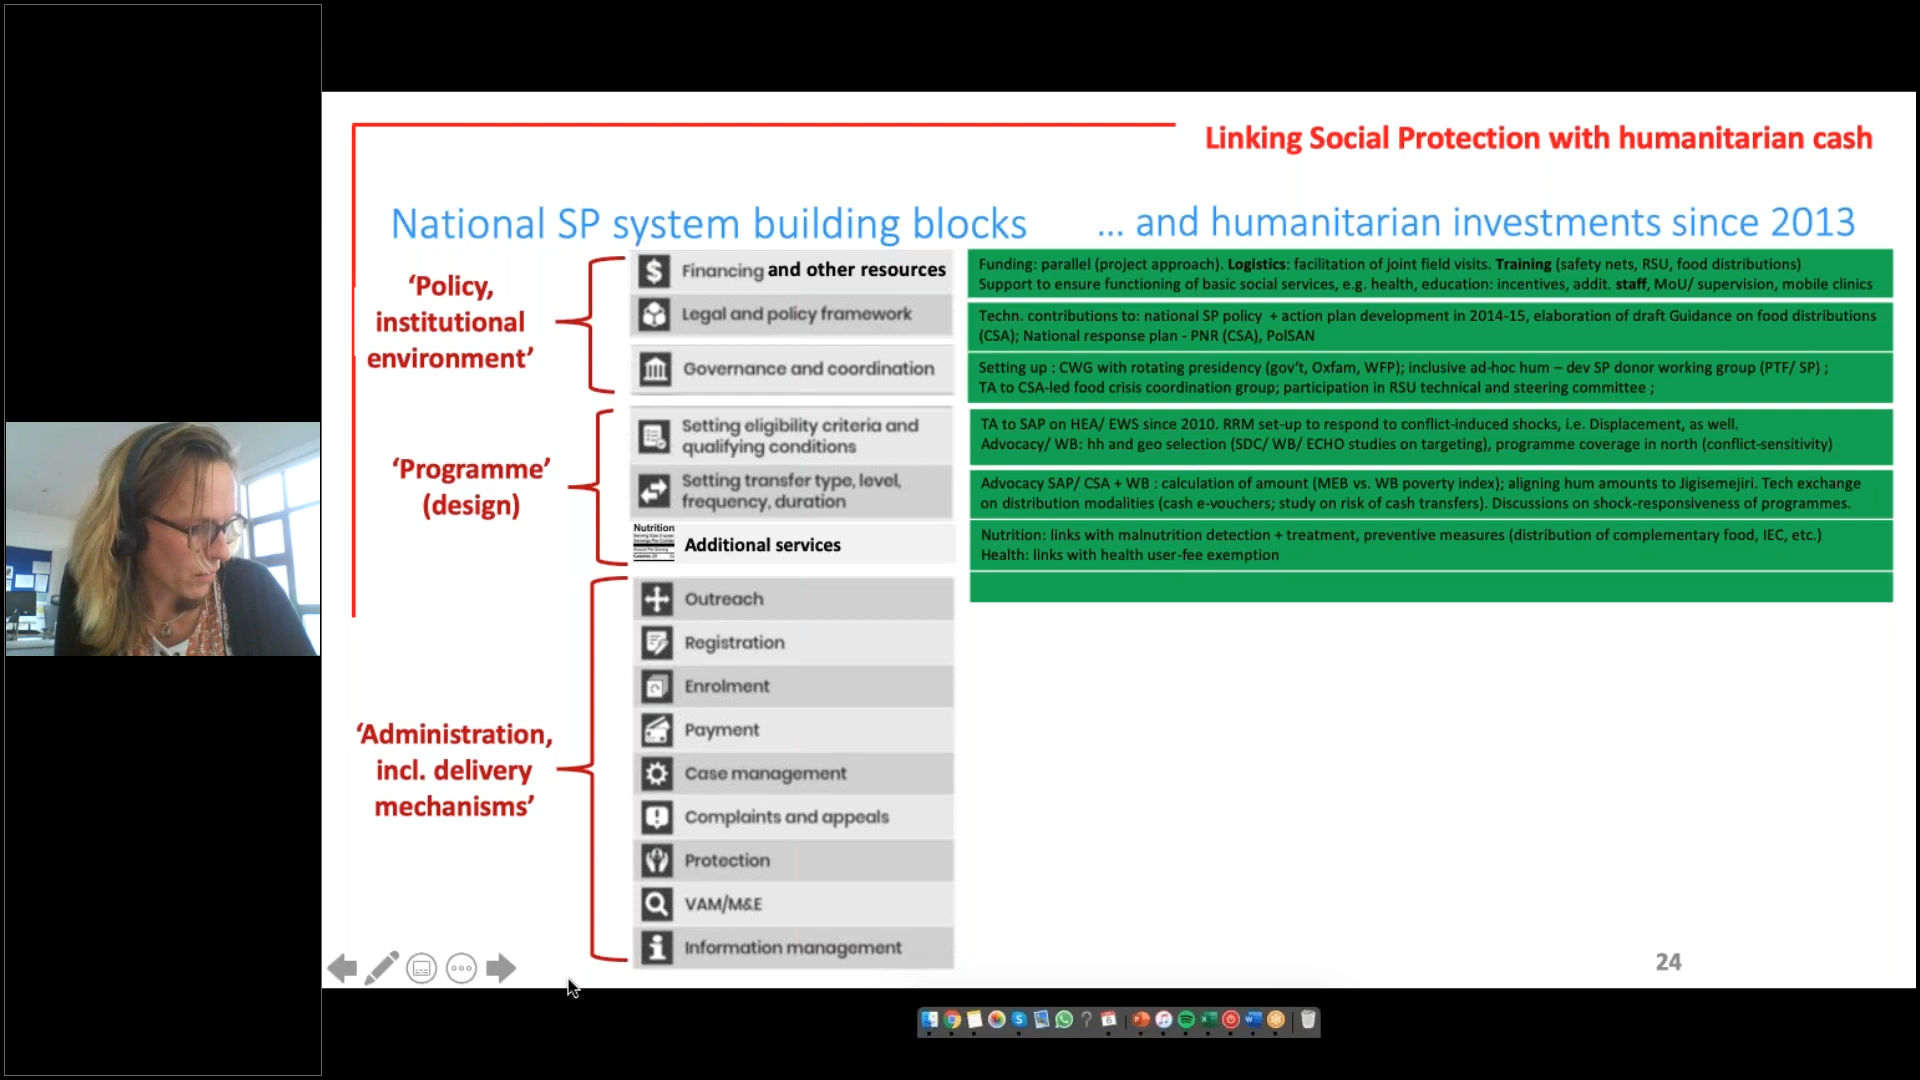 Linking Social Protection with humanitarian cash
National SP system building blocks
... and humanitarian investments since 2013
‘Policy,
institutional
environment’
Financing and other resources
Legal and policy framework
Governance and coordination
Funding: parallel (project approach). Logistics: facilitation of joint field visits. Training (safety nets, RSU, food distributions)
Support to ensure functioning of basic social services, e.g. health, education: incentives, addit. staff, MoU/ supervision, mobile clinics
Techn. contributions to: national SP policy + action plan development in 2014-15, elaboration of draft Guidance on food distributions
(CSA); National response plan - PNR (CSA), PolSAN
Setting up : CWG with rotating presidency (gov’t, Oxfam, WFP); inclusive ad-hoc hum – dev SP donor working group (PTF/ SP) ;
TA to CSA-led food crisis coordination group; participation in RSU technical and steering committee ;
‘Programme’
(design)
Setting eligibility criteria and
qualifying conditions
Setting transfer type, level,
frequency, duration
Nutrition
Additional services
TA to SAP on HEA/ EWS since 2010. RRM set-up to respond to conflict-induced shocks, i.e. Displacement, as well.
Advocacy/ WB: hh and geo selection (SDC/ WB/ ECHO studies on targeting), programme coverage in north (conflict-sensitivity)
Advocacy SAP/ CSA + WB : calculation of amount (MEB vs. WB poverty index); aligning hum amounts to Jigisemejiri. Tech exchange
on distribution modalities (cash e-vouchers; study on risk of cash transfers). Discussions on shock-responsiveness of programmes.
Nutrition: links with malnutrition detection + treatment, preventive measures (distribution of complementary food, IEC, etc.)
Health: links with health user-fee exemption
‘Administration,
incl. delivery
mechanisms’
Outreach
Registration
Enrolment
Payment
Case management
Complaints and appeals
Protection
VAM/M&E
Information management
24